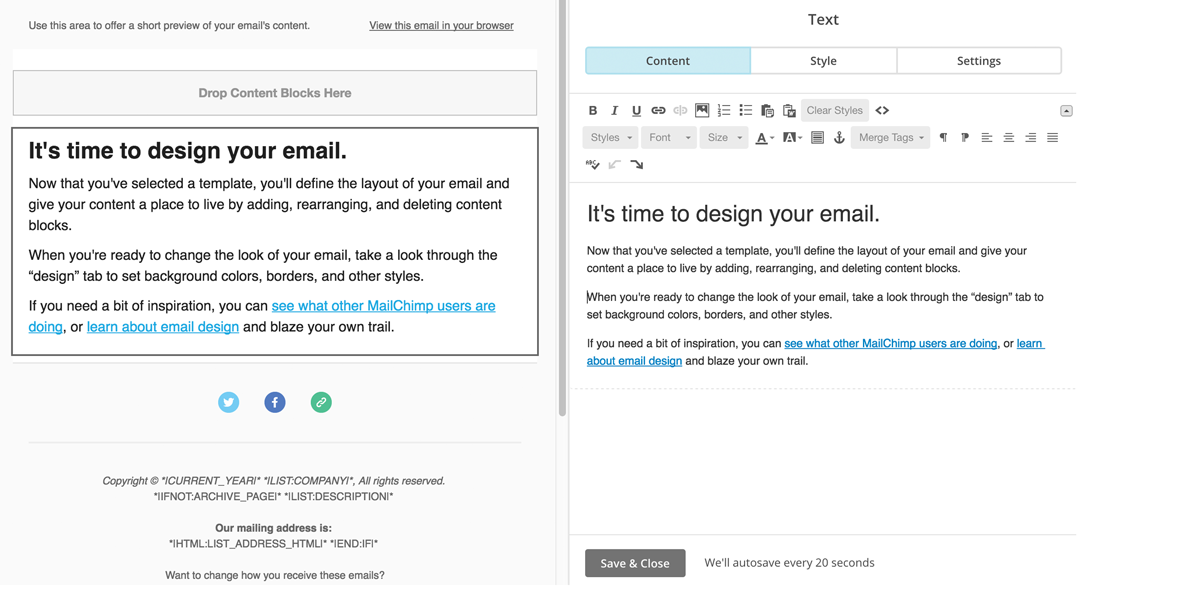 Use this area to offer a short preview of your email's content.
View this email in your browser
Drop Content Blocks Here
It's time to design your email.
Now that you've selected a template, you'll define the layout of your email and
give your content a place to live by adding, rearranging, and deleting content
blocks.
When you're ready to change the look of your email, take a look through the
“design” tab to set background colors, borders, and other styles.
If you need a bit of inspiration, you can see what other MailChimp users are
doing, or learn about email design and blaze your own trail.
Copyright © *|CURRENT_YEAR|* *|LIST:COMPANY|*, All rights reserved.
*|IFNOT:ARCHIVE_PAGE|* *|LIST:DESCRIPTION|*
Our mailing address is:
*|HTML:LIST_ADDRESS_HTML|* *|END:IF|*
Want to change how you receive these emails?
Text
Content
Style
Settings
B I U Clear Styles <>
Styles Font Size A A Merge Tags
ABC
It's time to design your email.
Now that you've selected a template, you'll define the layout of your email and give your
content a place to live by adding, rearranging, and deleting content blocks.
When you're ready to change the look of your email, take a look through the “design” tab to
set background colors, borders, and other styles.
If you need a bit of inspiration, you can see what other MailChimp users are doing, or learn
about email design and blaze your own trail.
Save & Close
We'll autosave every 20 seconds